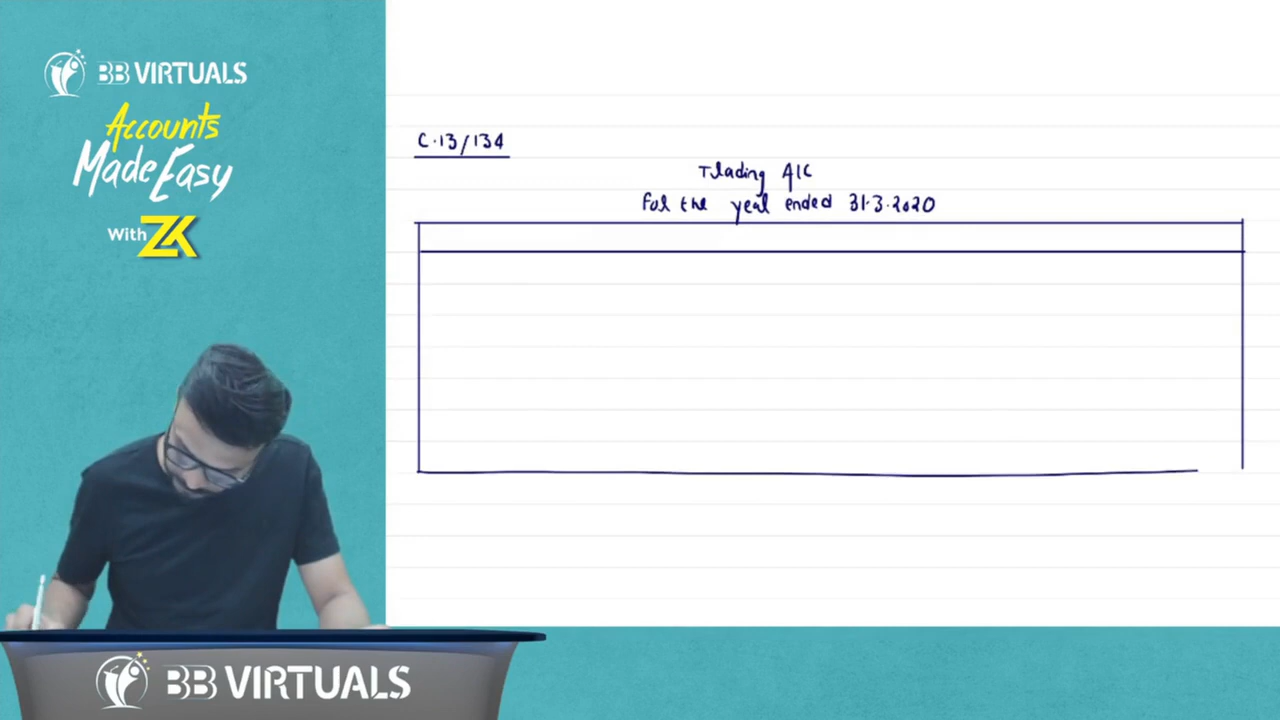 BB VIRTUALS
Accounts
Made Easy
With ZK
C.13/134
Trading A/C
For the year ended 31.3.2020
BB VIRTUALS